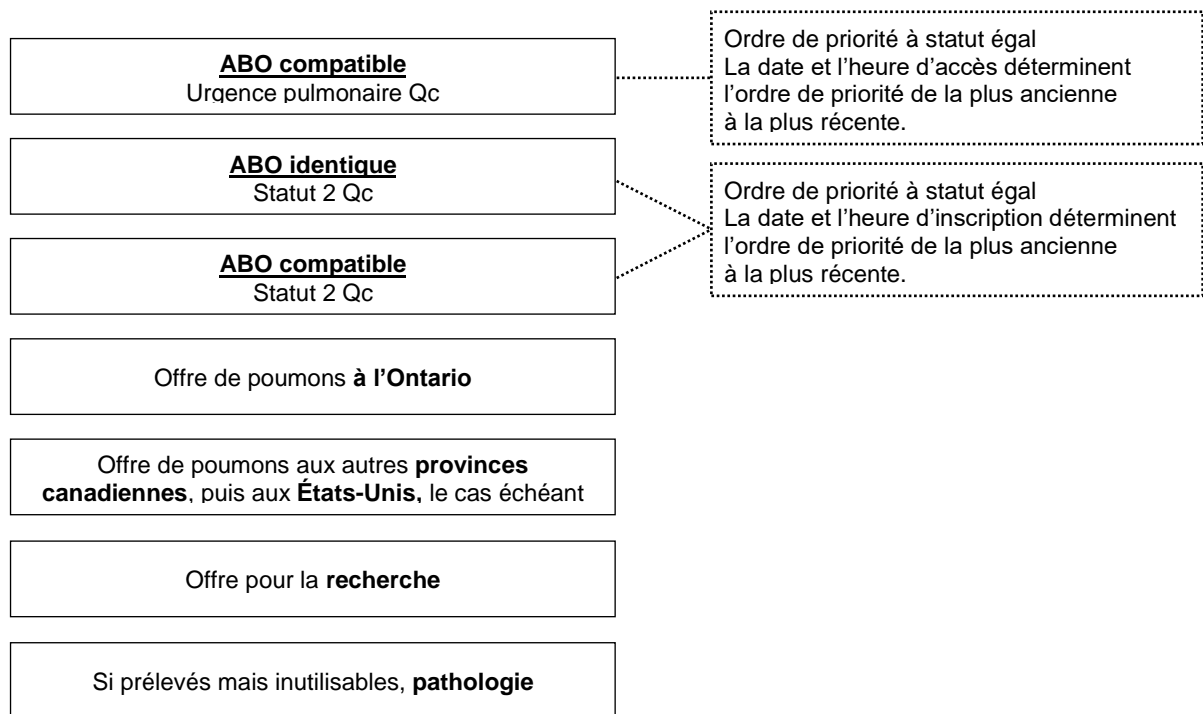 ABO compatible
Urgence pulmonaire Qc
Ordre de priorité à statut égal
La date et l’heure d’accès déterminent
l’ordre de priorité de la plus ancienne
à la plus récente.
ABO identique
Statut 2 Qc
ABO compatible
Statut 2 Qc
Ordre de priorité à statut égal
La date et l’heure d’inscription déterminent
l’ordre de priorité de la plus ancienne
à la plus récente.
Offre de poumons à l’Ontario
Offre de poumons aux autres provinces
canadiennes, puis aux États-Unis, le cas échéant
Offre pour la recherche
Si prélevés mais inutilisables, pathologie